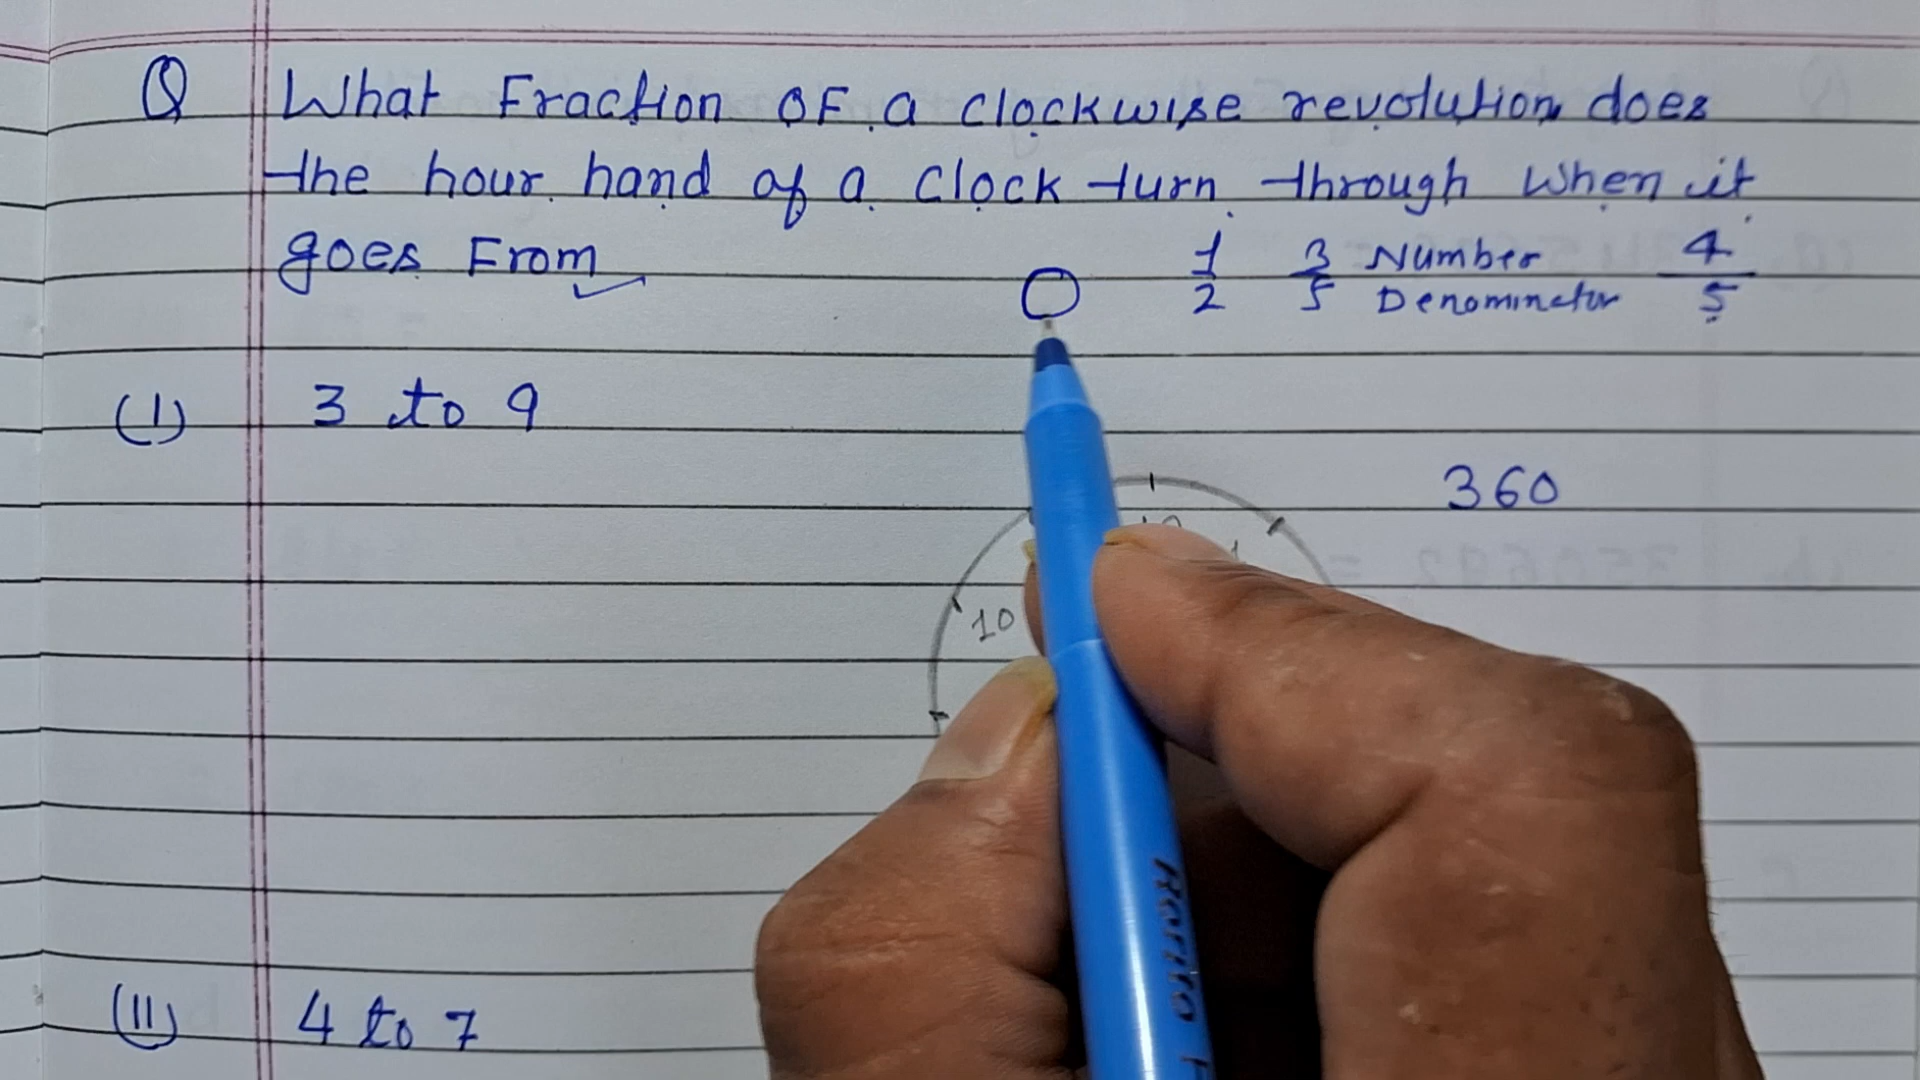 Q What Fraction OF a clockwise revolution does
the hour hand of a clock turn through when it
goes From
1/2 3/5 Number Denominator 4/5
(I) 3 to 9
360
1
10
(II) 4 to 7